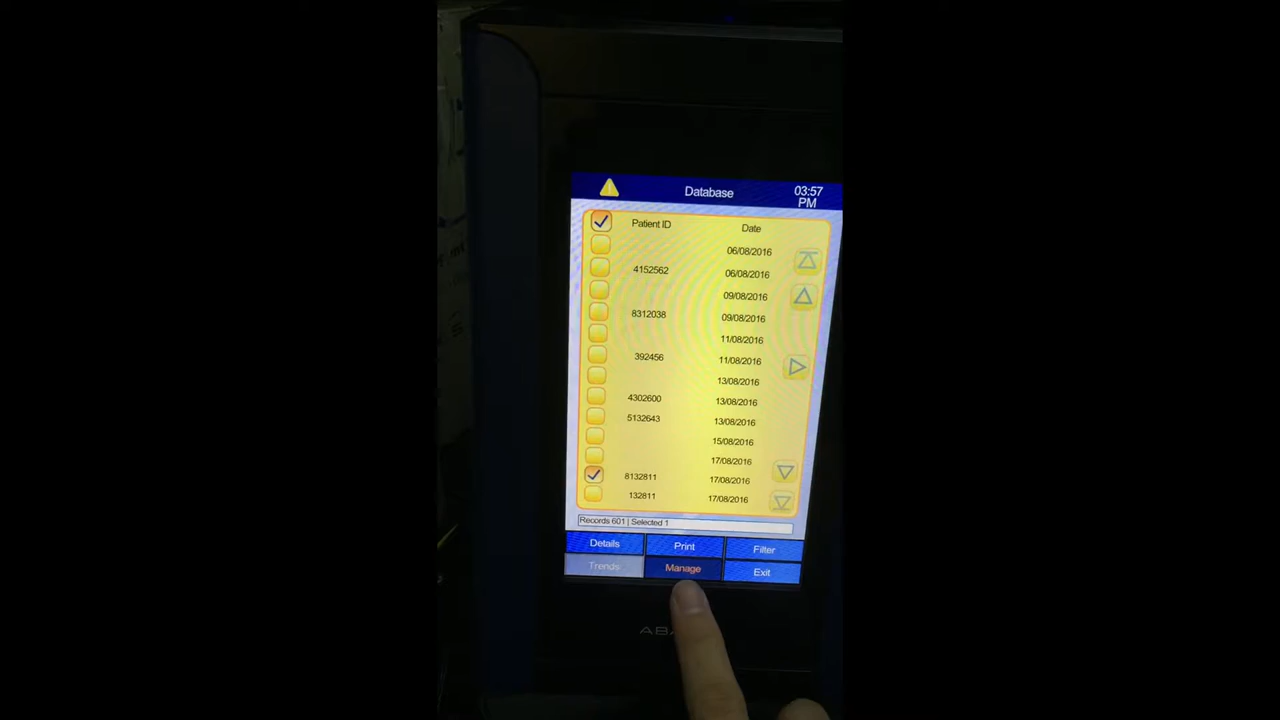 Database
03:57
PM
Patient ID Date
06/08/2016
4152562 06/08/2016
09/08/2016
8312038 09/08/2016
11/08/2016
392456 11/08/2016
13/08/2016
4302600 13/08/2016
5132643 13/08/2016
15/08/2016
17/08/2016
8132811 17/08/2016
132811 17/08/2016
Records 601 | Selected 1
Details Print Filter
Trends Manage Exit